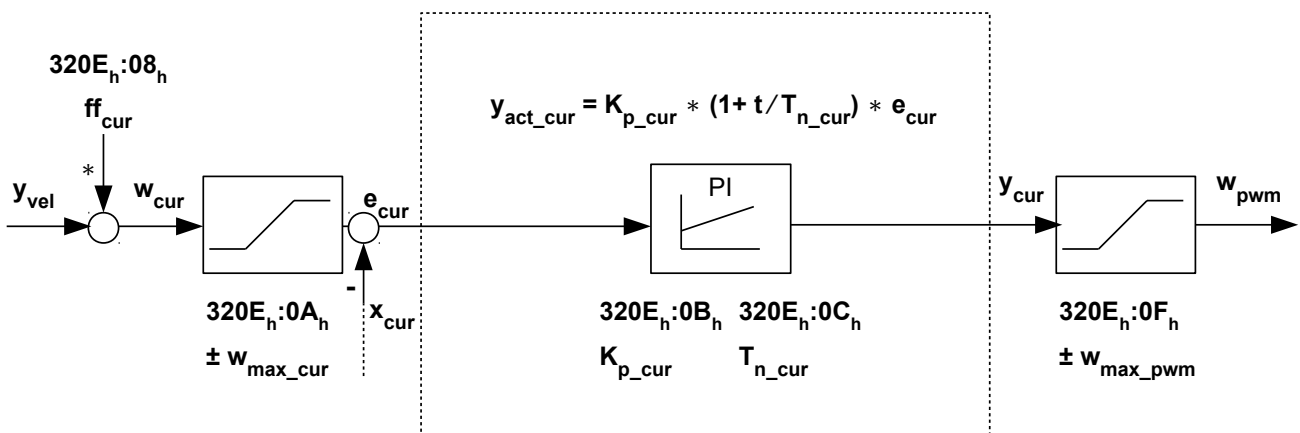 320E_h:08_h
ff_cur
*
y_vel
w_cur
e_cur
-
x_cur
320E_h:0A_h
± w_max_cur
y_act_cur = K_p_cur * (1+ t/T_n_cur) * e_cur
PI
320E_h:0B_h 320E_h:0C_h
K_p_cur T_n_cur
y_cur
w_pwm
320E_h:0F_h
± w_max_pwm